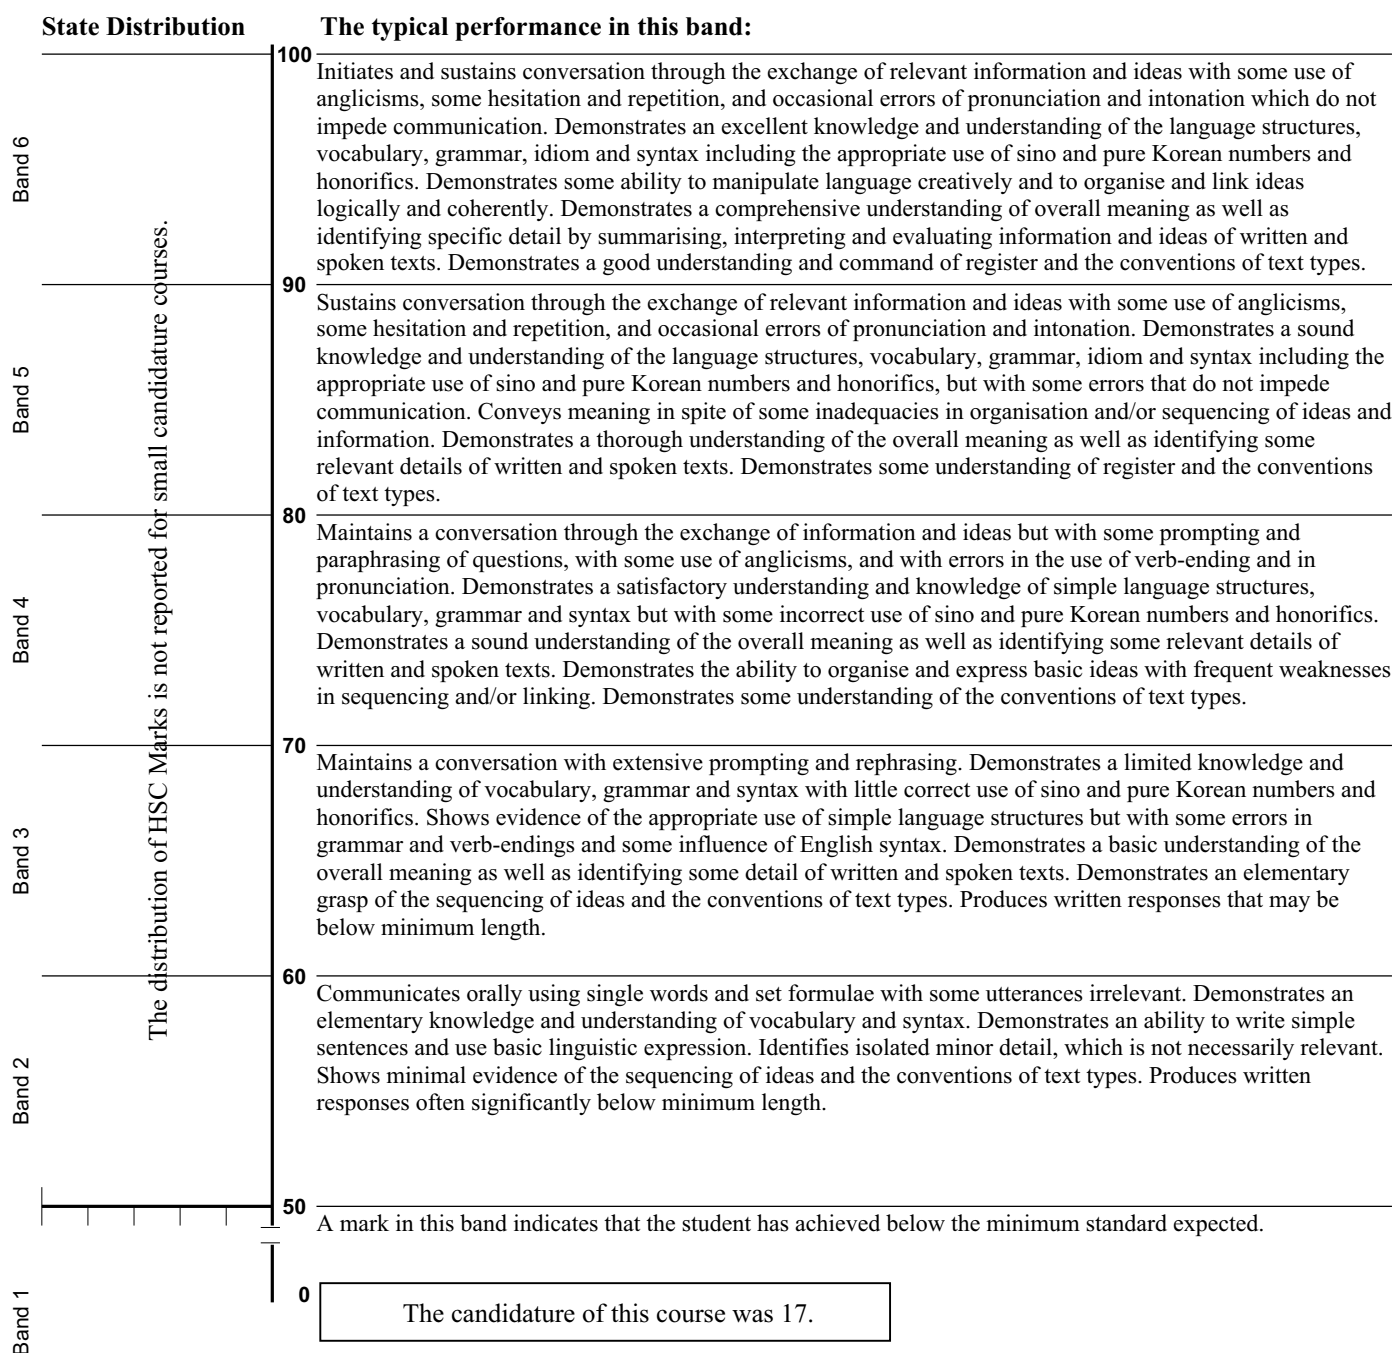 State Distribution
The typical performance in this band:
100
Initiates and sustains conversation through the exchange of relevant information and ideas with some use of
anglicisms, some hesitation and repetition, and occasional errors of pronunciation and intonation which do not
impede communication. Demonstrates an excellent knowledge and understanding of the language structures,
vocabulary, grammar, idiom and syntax including the appropriate use of sino and pure Korean numbers and
honorifics. Demonstrates some ability to manipulate language creatively and to organise and link ideas
logically and coherently. Demonstrates a comprehensive understanding of overall meaning as well as
identifying specific detail by summarising, interpreting and evaluating information and ideas of written and
spoken texts. Demonstrates a good understanding and command of register and the conventions of text types.
Band 6
90
Sustains conversation through the exchange of relevant information and ideas with some use of anglicisms,
some hesitation and repetition, and occasional errors of pronunciation and intonation. Demonstrates a sound
knowledge and understanding of the language structures, vocabulary, grammar, idiom and syntax including the
appropriate use of sino and pure Korean numbers and honorifics, but with some errors that do not impede
communication. Conveys meaning in spite of some inadequacies in organisation and/or sequencing of ideas and
information. Demonstrates a thorough understanding of the overall meaning as well as identifying some
relevant details of written and spoken texts. Demonstrates some understanding of register and the conventions
of text types.
Band 5
80
Maintains a conversation through the exchange of information and ideas but with some prompting and
paraphrasing of questions, with some use of anglicisms, and with errors in the use of verb-ending and in
pronunciation. Demonstrates a satisfactory understanding and knowledge of simple language structures,
vocabulary, grammar and syntax but with some incorrect use of sino and pure Korean numbers and honorifics.
Demonstrates a sound understanding of the overall meaning as well as identifying some relevant details of
written and spoken texts. Demonstrates the ability to organise and express basic ideas with frequent weaknesses
in sequencing and/or linking. Demonstrates some understanding of the conventions of text types.
Band 4
The distribution of HSC Marks is not reported for small candidature courses.
70
Maintains a conversation with extensive prompting and rephrasing. Demonstrates a limited knowledge and
understanding of vocabulary, grammar and syntax with little correct use of sino and pure Korean numbers and
honorifics. Shows evidence of the appropriate use of simple language structures but with some errors in
grammar and verb-endings and some influence of English syntax. Demonstrates a basic understanding of the
overall meaning as well as identifying some detail of written and spoken texts. Demonstrates an elementary
grasp of the sequencing of ideas and the conventions of text types. Produces written responses that may be
below minimum length.
Band 3
60
Communicates orally using single words and set formulae with some utterances irrelevant. Demonstrates an
elementary knowledge and understanding of vocabulary and syntax. Demonstrates an ability to write simple
sentences and use basic linguistic expression. Identifies isolated minor detail, which is not necessarily relevant.
Shows minimal evidence of the sequencing of ideas and the conventions of text types. Produces written
responses often significantly below minimum length.
Band 2
50
A mark in this band indicates that the student has achieved below the minimum standard expected.
0
Band 1
The candidature of this course was 17.